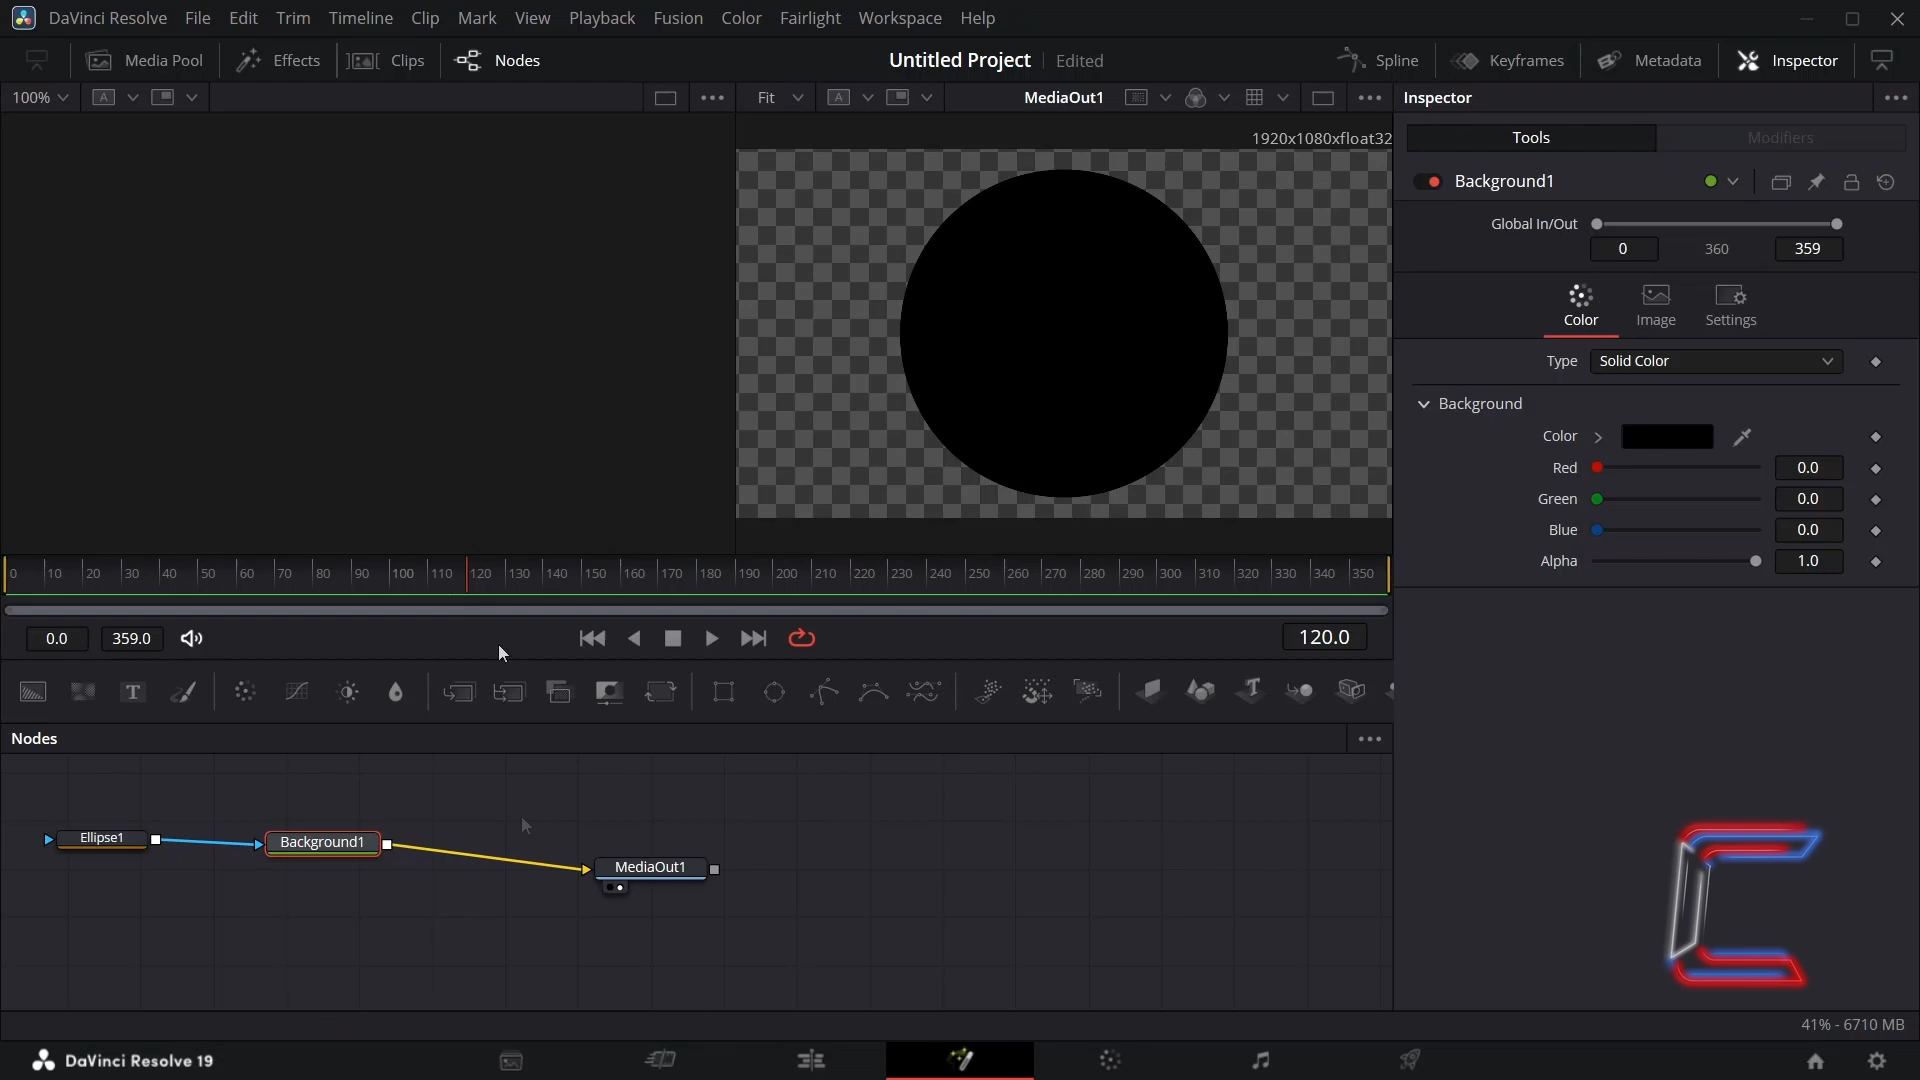 DaVinci Resolve File Edit Trim Timeline Clip Mark View Playback Fusion Color Fairlight Workspace Help
Media Pool Effects Clips Nodes Untitled Project Edited Spline Keyframes Metadata Inspector
100% A Fit A MediaOut1 Inspector
1920x1080xfloat32
Tools Modifiers
Background1
Global In/Out
0 360 359
Color Image Settings
Type Solid Color
Background
Color
Red 0.0
Green 0.0
Blue 0.0
Alpha 1.0
0 10 20 30 40 50 60 70 80 90 100 110 120 130 140 150 160 170 180 190 200 210 220 230 240 250 260 270 280 290 300 310 320 330 340 350
0.0 359.0 120.0
T T
Nodes
Ellipse1 Background1
MediaOut1
41% - 6710 MB
DaVinci Resolve 19